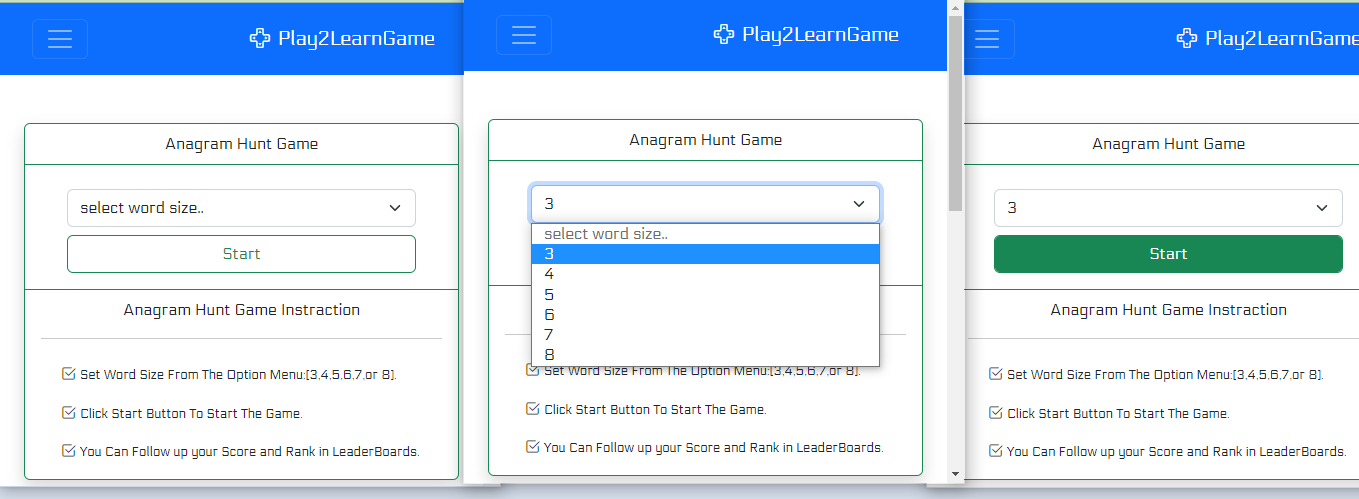 Play2LearnGame
Anagram Hunt Game
select word size..
Start
Anagram Hunt Game Instraction
Set Word Size From The Option Menu:[3,4,5,6,7,or 8].
Click Start Button To Start The Game.
You Can Follow up your Score and Rank in LeaderBoards.
Play2LearnGame
Anagram Hunt Game
3
select word size..
3
4
5
6
7
8
Set Word Size From The Option Menu:[3,4,5,6,7,or 8].
Click Start Button To Start The Game.
You Can Follow up your Score and Rank in LeaderBoards.
Play2LearnGame
Anagram Hunt Game
3
Start
Anagram Hunt Game Instraction
Set Word Size From The Option Menu:[3,4,5,6,7,or 8].
Click Start Button To Start The Game.
You Can Follow up your Score and Rank in LeaderBoards.